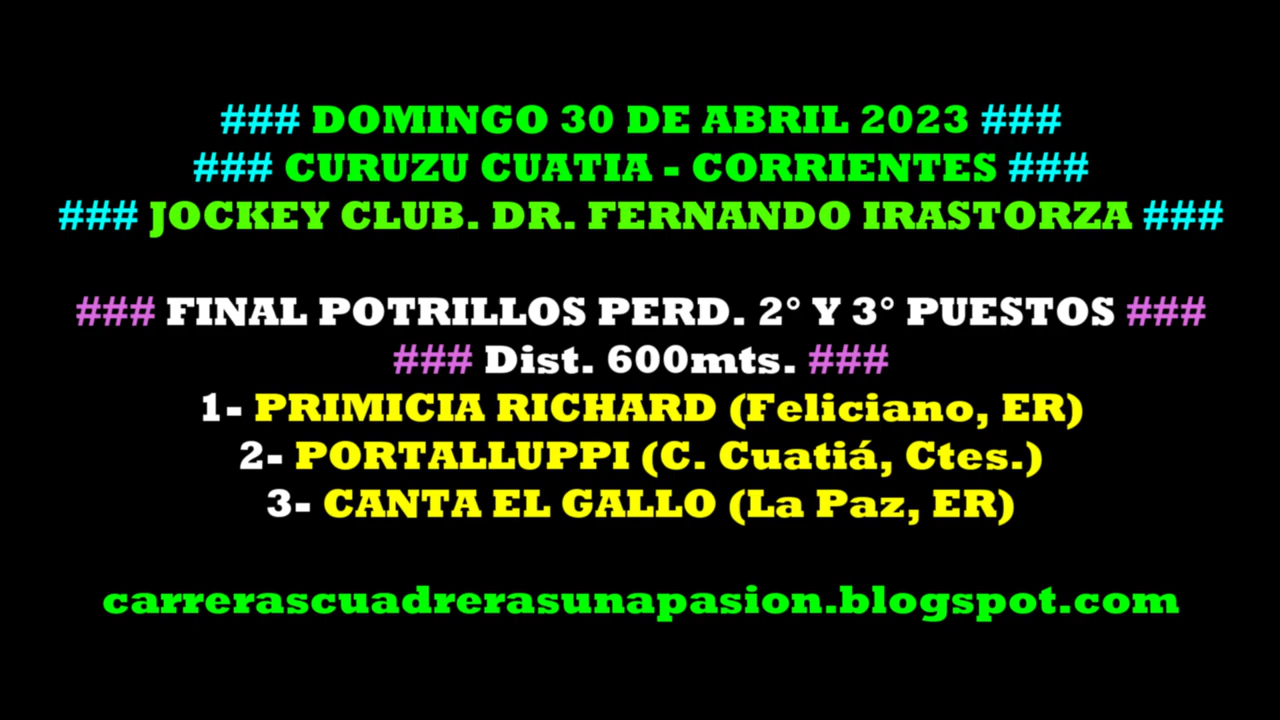 ### DOMINGO 30 DE ABRIL 2023 ###
### CURUZU CUATIA - CORRIENTES ###
### JOCKEY CLUB. DR. FERNANDO IRASTORZA ###
### FINAL POTRILLOS PERD. 2° Y 3° PUESTOS ###
### Dist. 600mts. ###
1- PRIMICIA RICHARD (Feliciano, ER)
2- PORTALLUPPI (C. Cuatiá, Ctes.)
3- CANTA EL GALLO (La Paz, ER)
carrerascuadrerasunapasion.blogspot.com